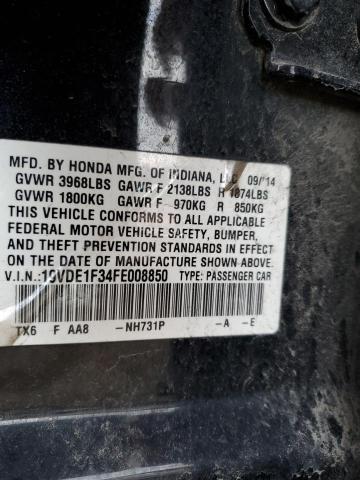 MFD. BY HONDA MFG. OF INDIANA, LLC 09/'14
GVWR 3968LBS GAWR F 2138LBS R 1874LBS
GVWR 1800KG GAWR F 970KG R 850KG
THIS VEHICLE CONFORMS TO ALL APPLICABLE
FEDERAL MOTOR VEHICLE SAFETY, BUMPER,
AND THEFT PREVENTION STANDARDS IN EFFECT
ON THE DATE OF MANUFACTURE SHOWN ABOVE.
V.I.N.:19VDE1F34FE008850 TYPE: PASSENGER CAR
TX6 F AA8 -NH731P -A -E